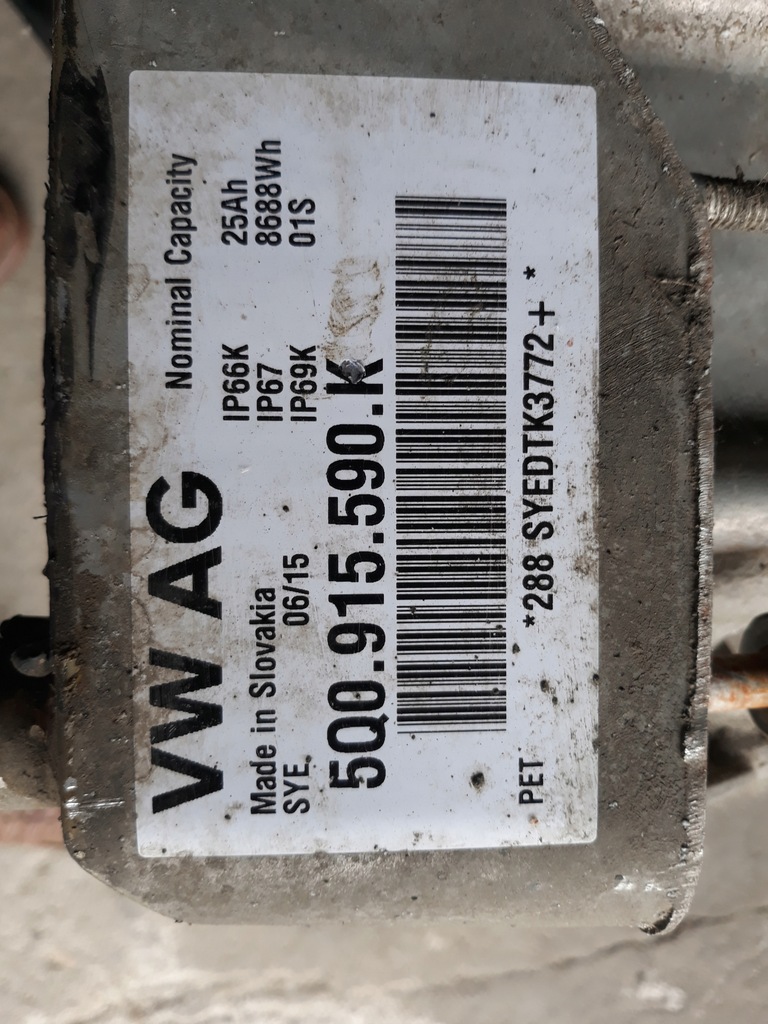 VW AG
Nominal Capacity
Made in Slovakia
IP66K
25Ah
SYE.
06/15
IP67
8688Wh
IP69K
01S
5Q0.915.590.K
PET
*288 SYEDTK3772+ *